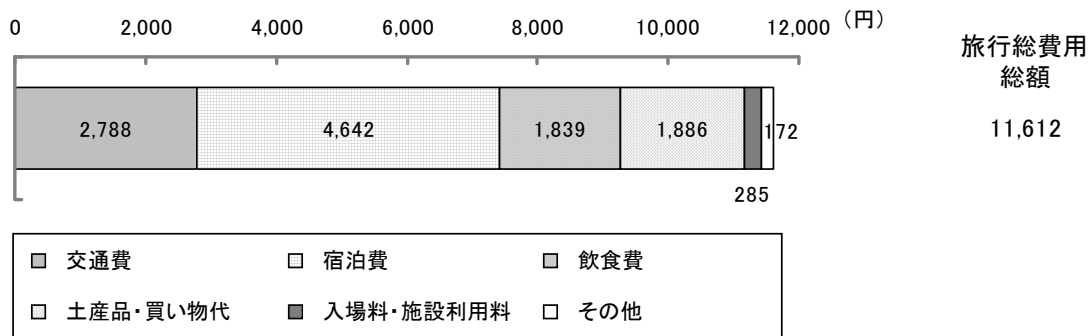 0 2,000 4,000 6,000 8,000 10,000 12,000 (円)
旅行総費用
総額
2,788 4,642 1,839 1,886 172 11,612
285
交通費 宿泊費 飲食費
土産品・買い物代 入場料・施設利用料 その他